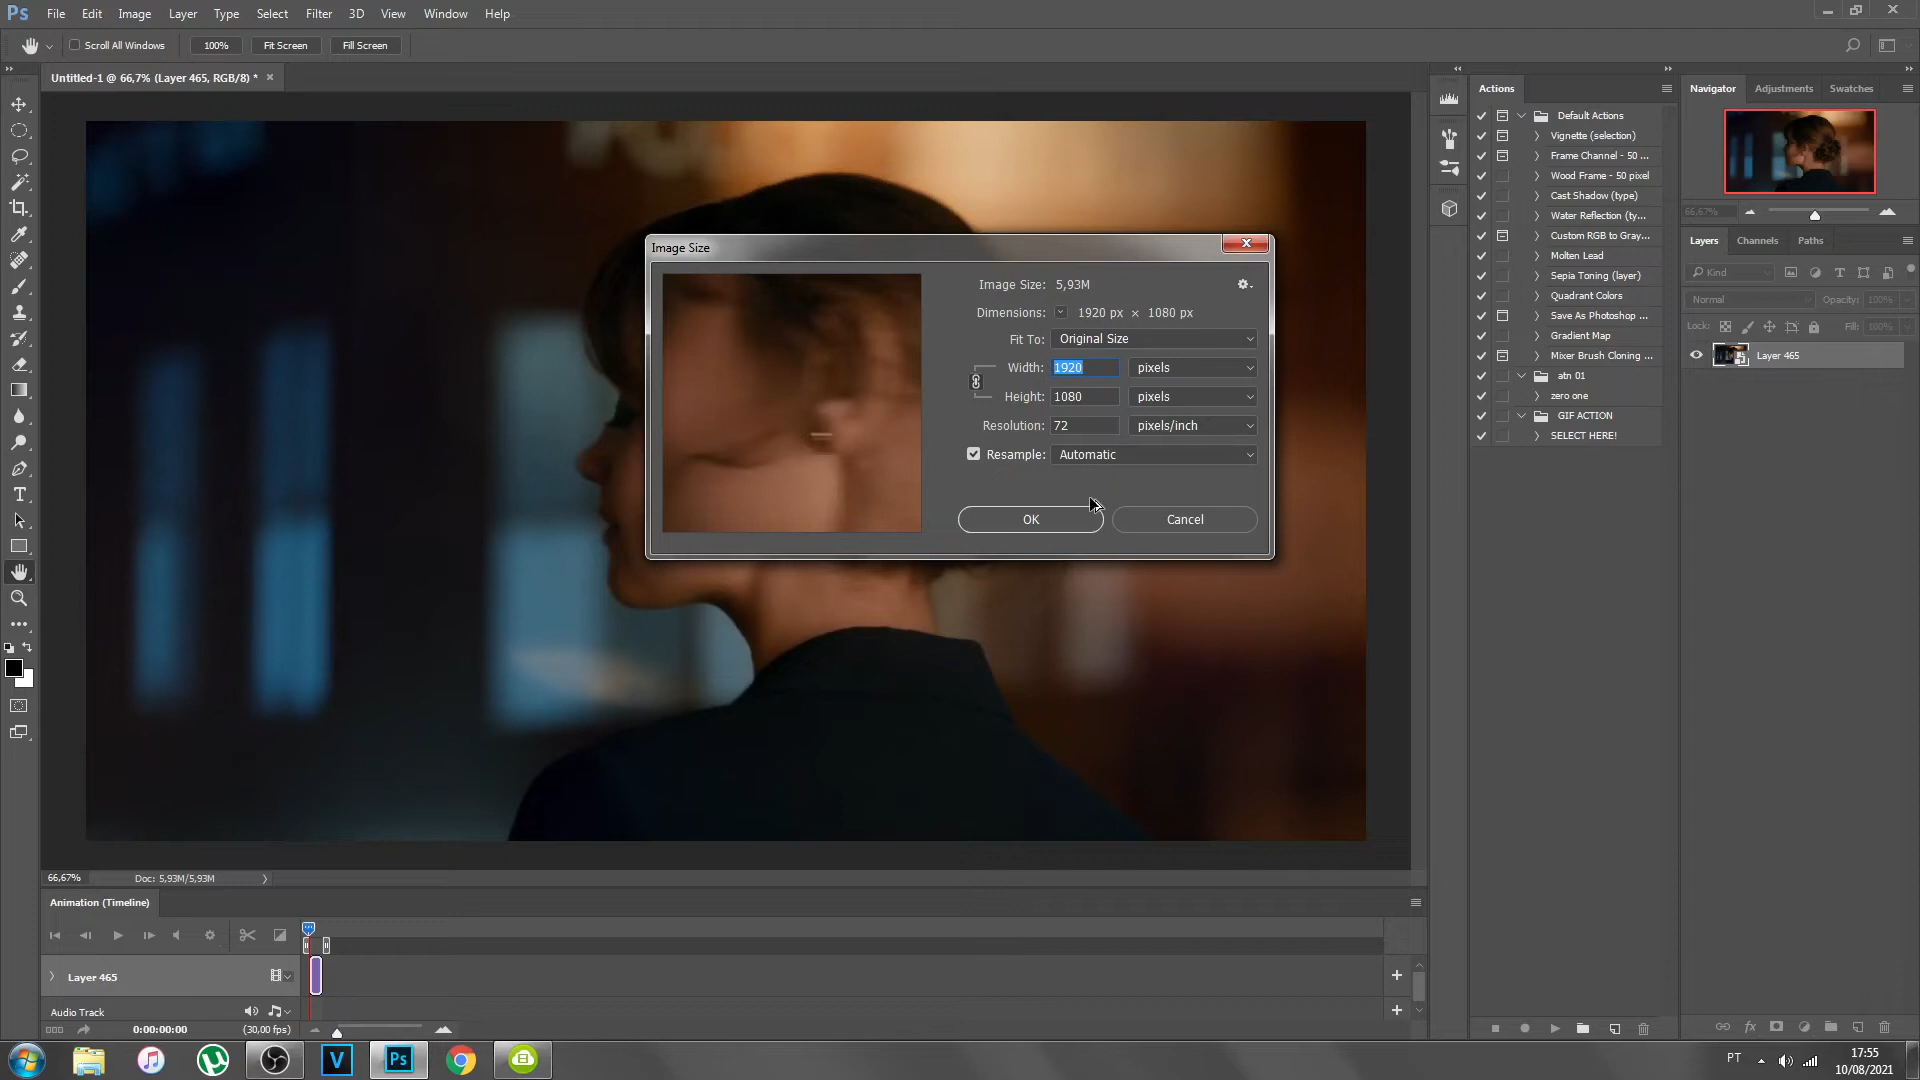 Ps File Edit Image Layer Type Select Filter 3D View Window Help
Scroll All Windows 100% Fit Screen Fill Screen
Untitled-1 @ 66,7% (Layer 465, RGB/8) * ×
Image Size
Image Size: 5,93M
Dimensions: 1920 px × 1080 px
Fit To: Original Size
Width: 1920 pixels
Height: 1080 pixels
Resolution: 72 pixels/inch
Resample: Automatic
OK Cancel
Actions
Default Actions
Vignette (selection)
Frame Channel - 50 ...
Wood Frame - 50 pixel
Cast Shadow (type)
Water Reflection (ty...
Custom RGB to Gray...
Molten Lead
Sepia Toning (layer)
Quadrant Colors
Save As Photoshop ...
Gradient Map
Mixer Brush Cloning ...
atn 01
zero one
GIF ACTION
SELECT HERE!
Navigator Adjustments Swatches
66,67%
Layers Channels Paths
Kind
Normal Opacity: 100%
Lock: Fill: 100%
Layer 465
66,67% Doc: 5,93M/5,93M
Animation (Timeline)
Layer 465
Audio Track
0:00:00:00 (30,00 fps)
V Ps PT 17:55
10/08/2021